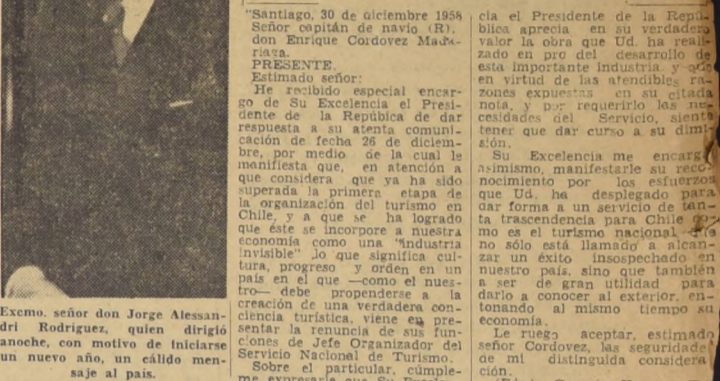 Excmo. señor don Jorge Alessan-
dri Rodríguez, quien dirigió
anoche, con motivo de iniciarse
un nuevo año, un cálido men-
saje al país.
"Santiago, 30 de diciembre 1958
Señor capitán de navío (R).
don Enrique Cordovez Mada-
riaga.
PRESENTE.
Estimado señor:
He recibido especial encar-
go de Su Excelencia el Presi-
dente de la Repúbica de dar
respuesta a su atenta comuni-
cación de fecha 26 de diciem-
bre, por medio de la cual le
manifiesta que, en atención a
que considera que ya ha sido
superada la primera etapa de
la organización del turismo en
Chile, y a que se ha logrado
que éste se incorpore a nuestra
economía como una "industria
invisible" lo que significa cul-
tura, progreso y orden en un
país en el que —como el nues-
tro— debe propenderse a la
creación de una verdadera con-
ciencia turística, viene en pre-
sentar la renuncia de sus fun-
ciones de Jefe Organizador del
Servicio Nacional de Turismo.
Sobre el particular, cúmple-
me expresarle que Su Excele
cia el Presidente de la Repú-
blica aprecia en su verdadero
valor la obra que Ud. ha reali-
zado en pro del desarrollo de
esta importante industria y que
en virtud de las atendibles ra-
zones expuestas en su citada
nota, y por requerirlo las ne-
cesidades del Servicio, siente
tener que dar curso a su dimi-
sión.
Su Excelencia me encarga
asimismo, manifestarle su reco-
nocimiento por los esfuerzos
que Ud. ha desplegado para
dar forma a un servicio de tan-
ta trascendencia para Chile co-
mo es el turismo nacional que
no sólo está llamado a alcan-
zar un éxito insospechado en
nuestro país, sino que también
a ser de gran utilidad para
darlo a conocer al exterior, en-
tonando al mismo tiempo su
economía.
Le ruego aceptar, estimado
señor Cordovez, las seguridades
de mi distinguida considera
ción.